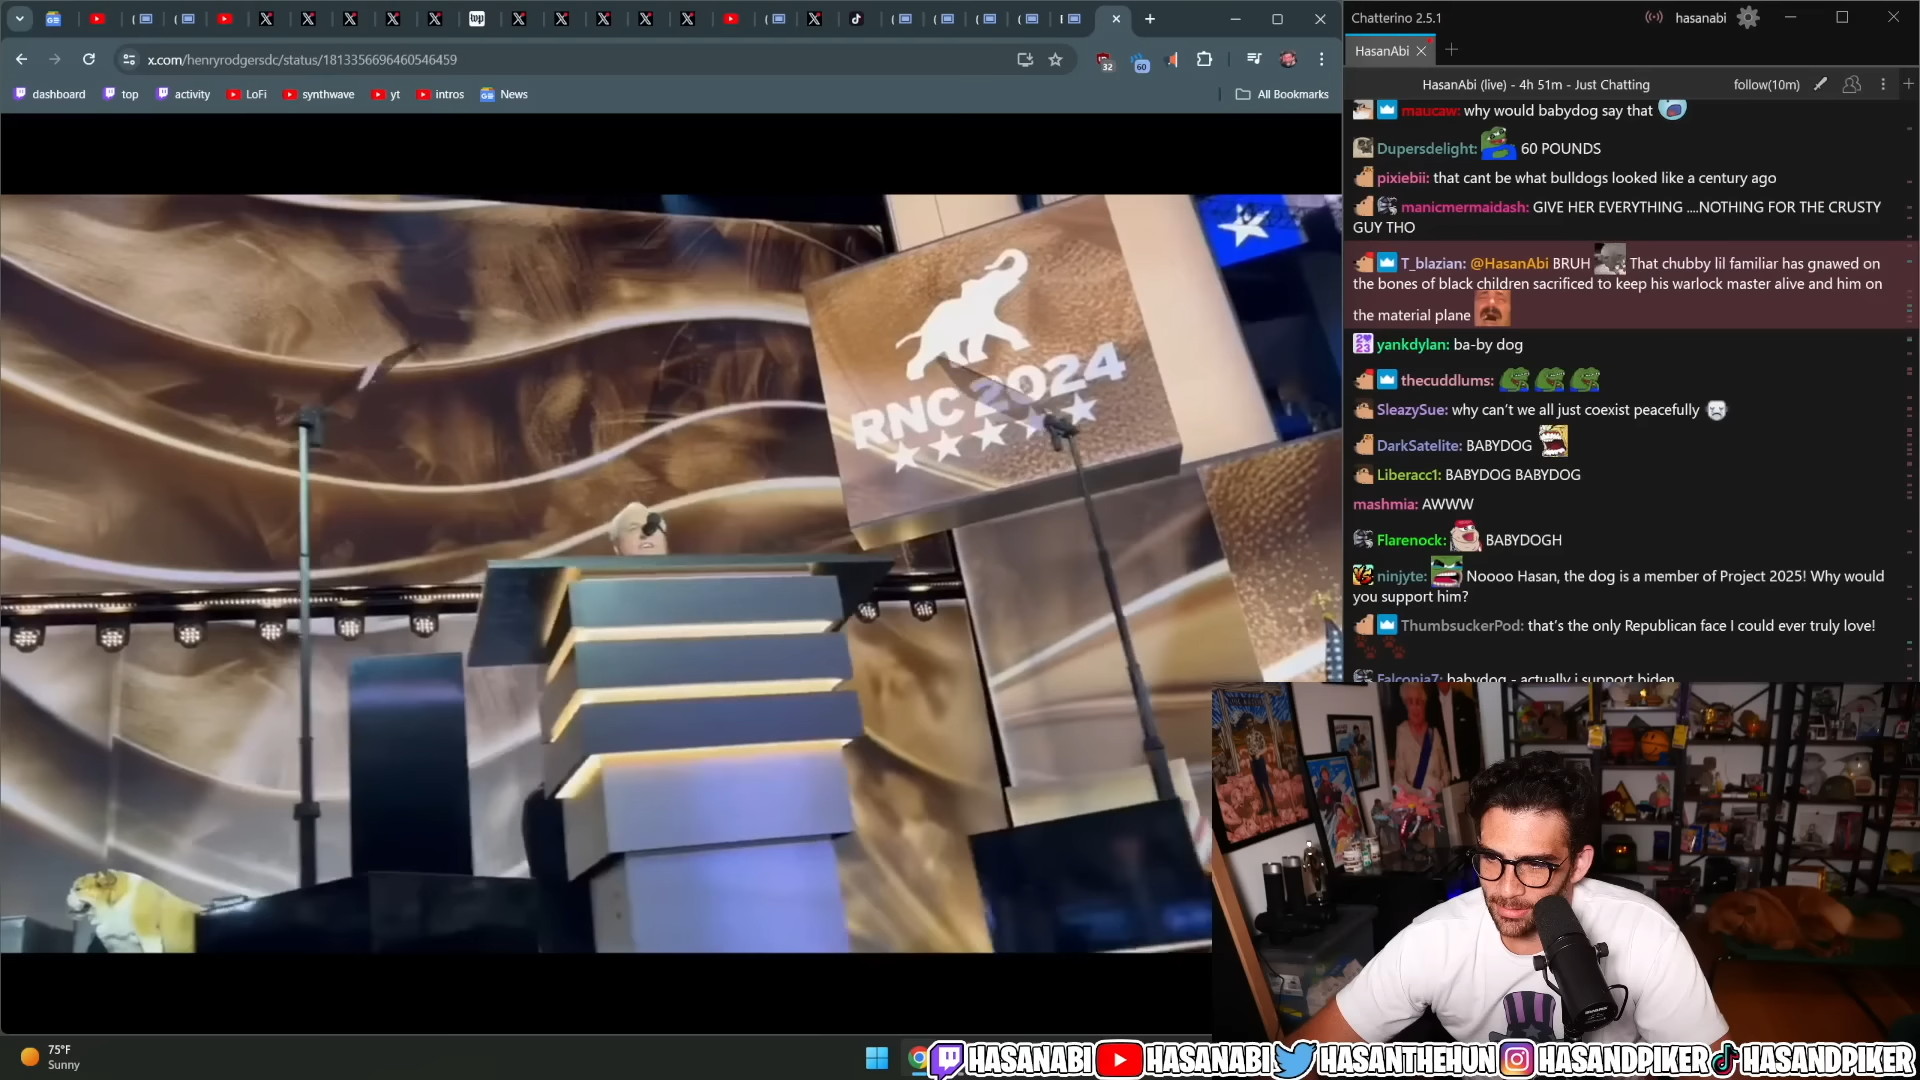 x.com/henryrodgersdc/status/1813356696460546459
32
60
dashboard
top
activity
LoFi
synthwave
yt
intros
News
All Bookmarks
RNC 2024
Chatterino 2.5.1
hasanabi
HasanAbi
HasanAbi (live) - 4h 51m - Just Chatting
follow(10m)
maucaw: why would babydog say that
Dupersdelight: 60 POUNDS
pixiebii: that cant be what bulldogs looked like a century ago
manicmermaidash: GIVE HER EVERYTHING ....NOTHING FOR THE CRUSTY
GUY THO
T_blazian: @HasanAbi BRUH That chubby lil familiar has gnawed on
the bones of black children sacrificed to keep his warlock master alive and him on
the material plane
yankdylan: ba-by dog
thecuddlums:
SleazySue: why can't we all just coexist peacefully
DarkSatelite: BABYDOG
Liberacc1: BABYDOG BABYDOG
mashmia: AWWW
Flarenock: BABYDOGH
ninjyte: Noooo Hasan, the dog is a member of Project 2025! Why would
you support him?
ThumbsuckerPod: that's the only Republican face I could ever truly love!
Falconia7: babydog - actually i support biden
75°F
Sunny
HASANABI
HASANABI
HASANTHEHUN
HASANDPIKER
HASANDPIKER